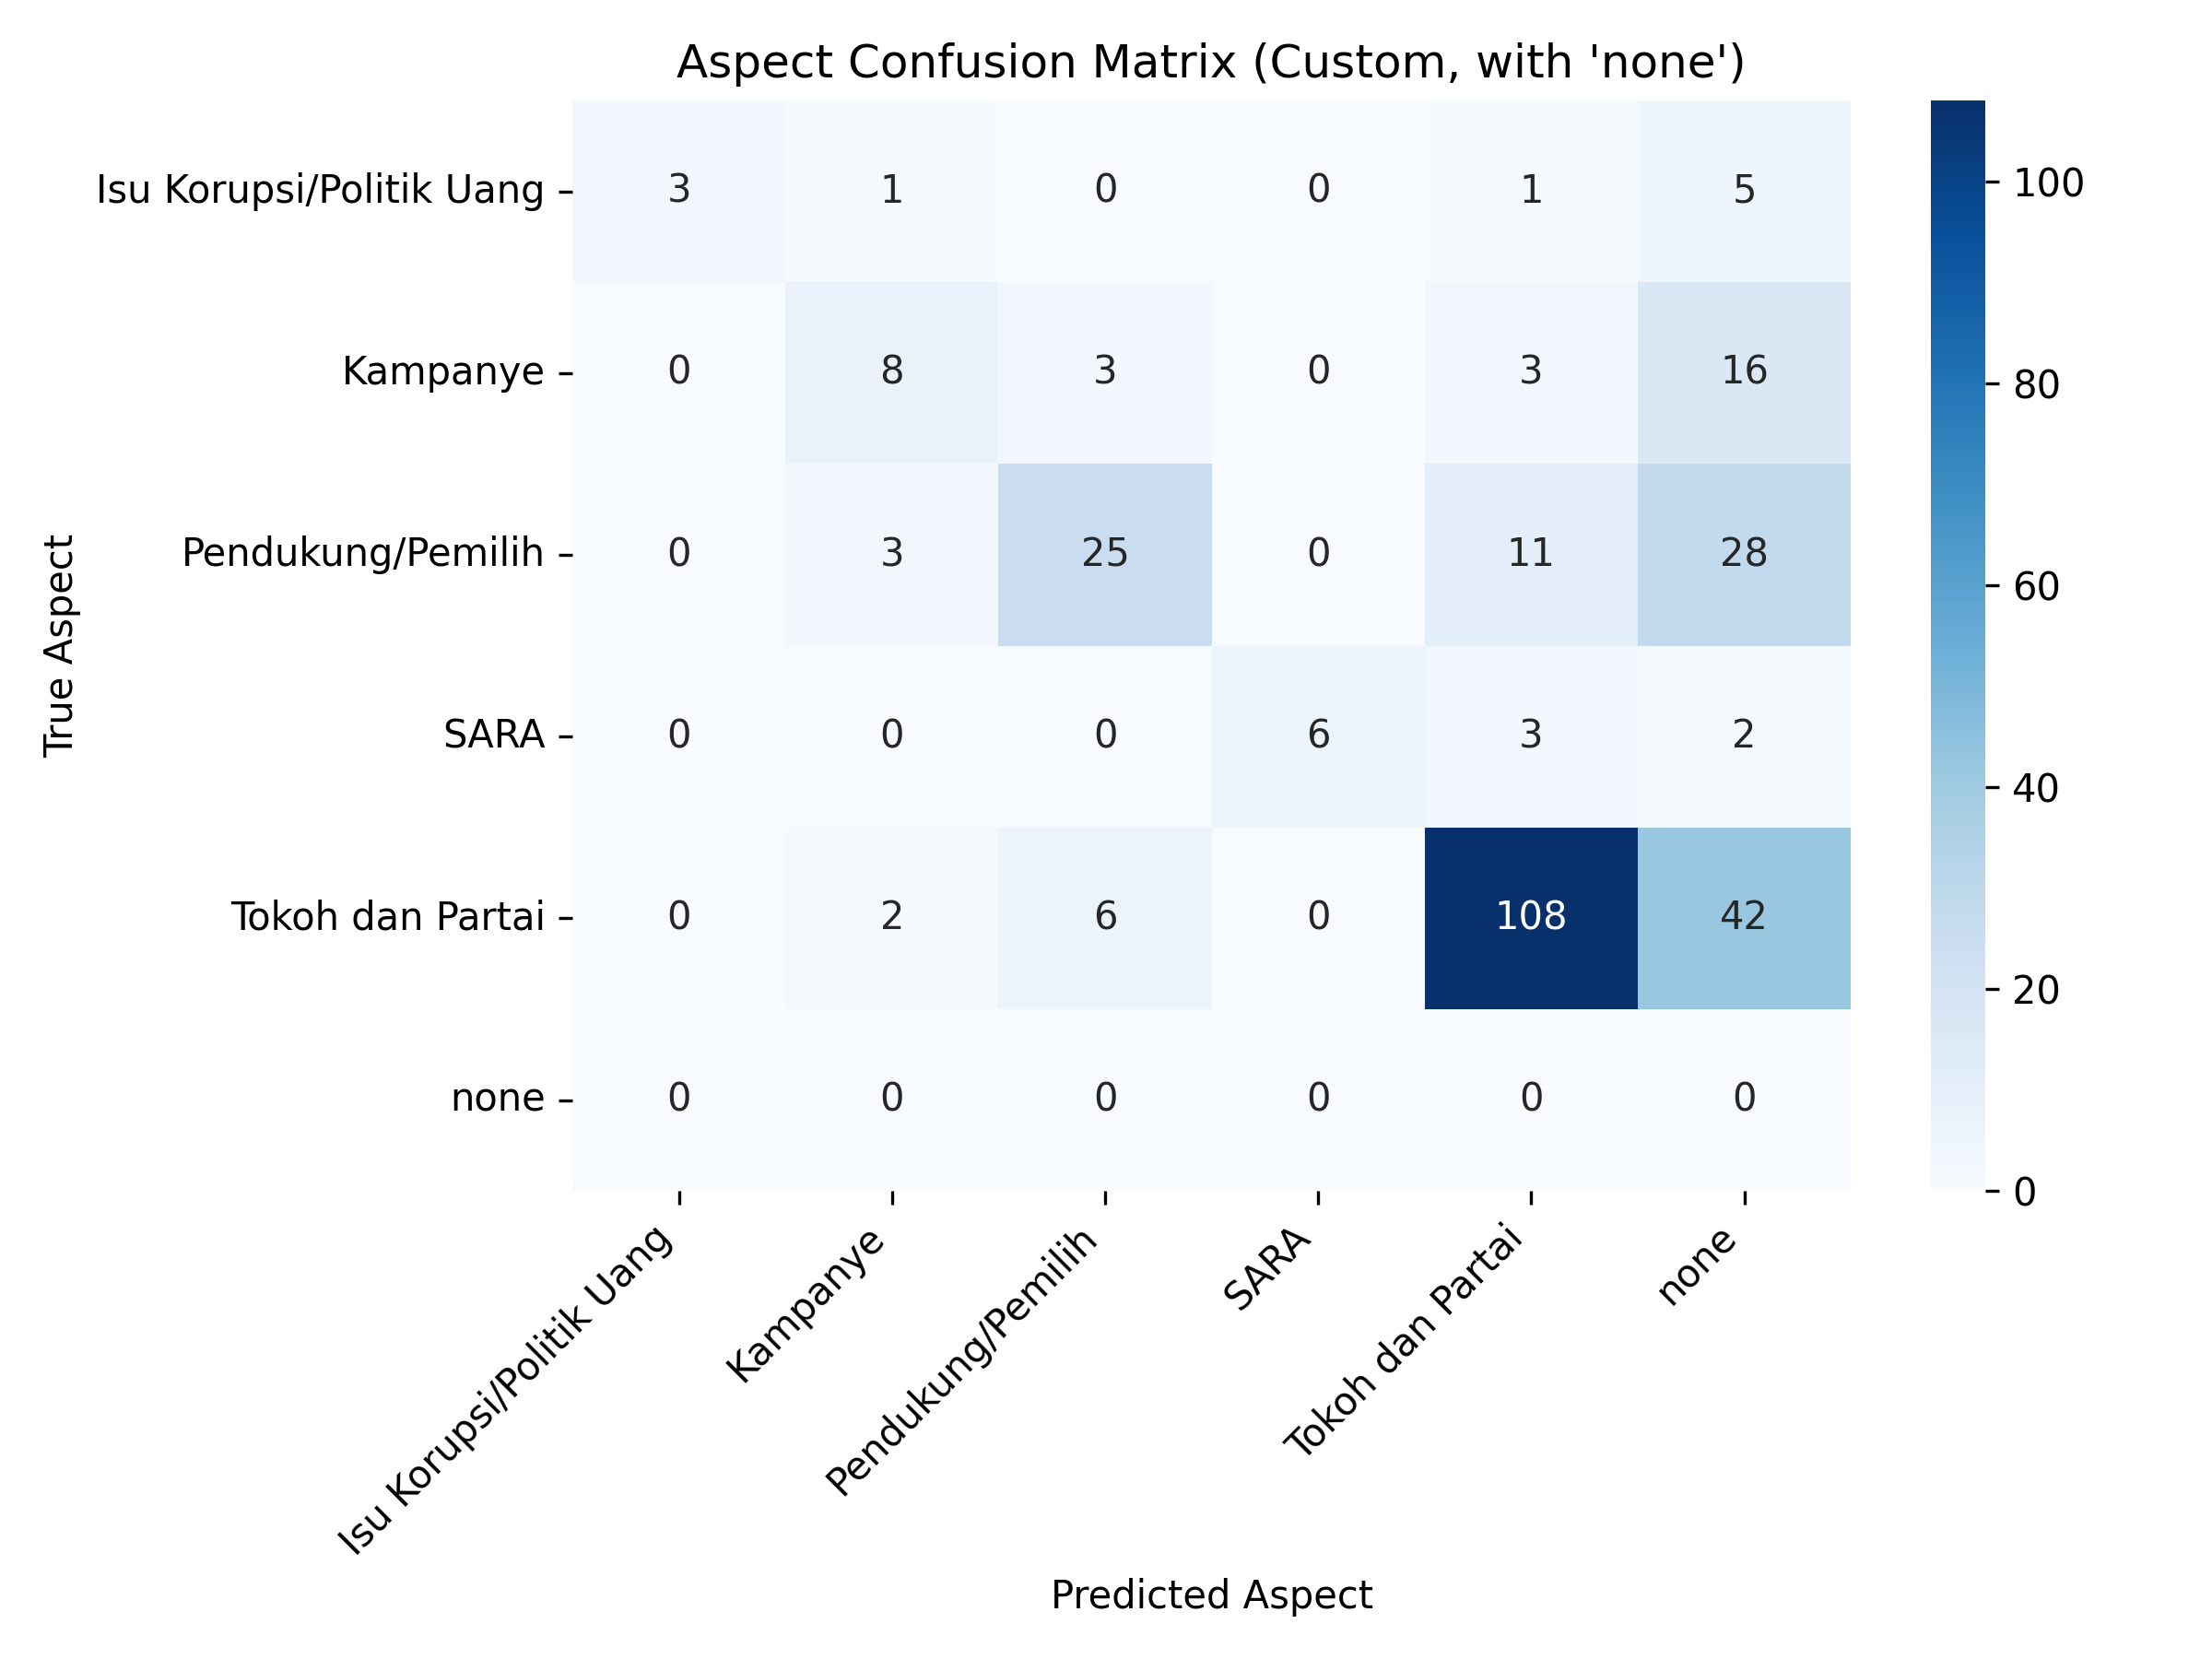 Aspect Confusion Matrix (Custom, with 'none')
True Aspect
Isu Korupsi/Politik Uang 3 1 0 0 1 5
Kampanye 0 8 3 0 3 16
Pendukung/Pemilih 0 3 25 0 11 28
SARA 0 0 0 6 3 2
Tokoh dan Partai 0 2 6 0 108 42
none 0 0 0 0 0 0
Isu Korupsi/Politik Uang
Kampanye
Pendukung/Pemilih
SARA
Tokoh dan Partai
none
Predicted Aspect
100
80
60
40
20
0